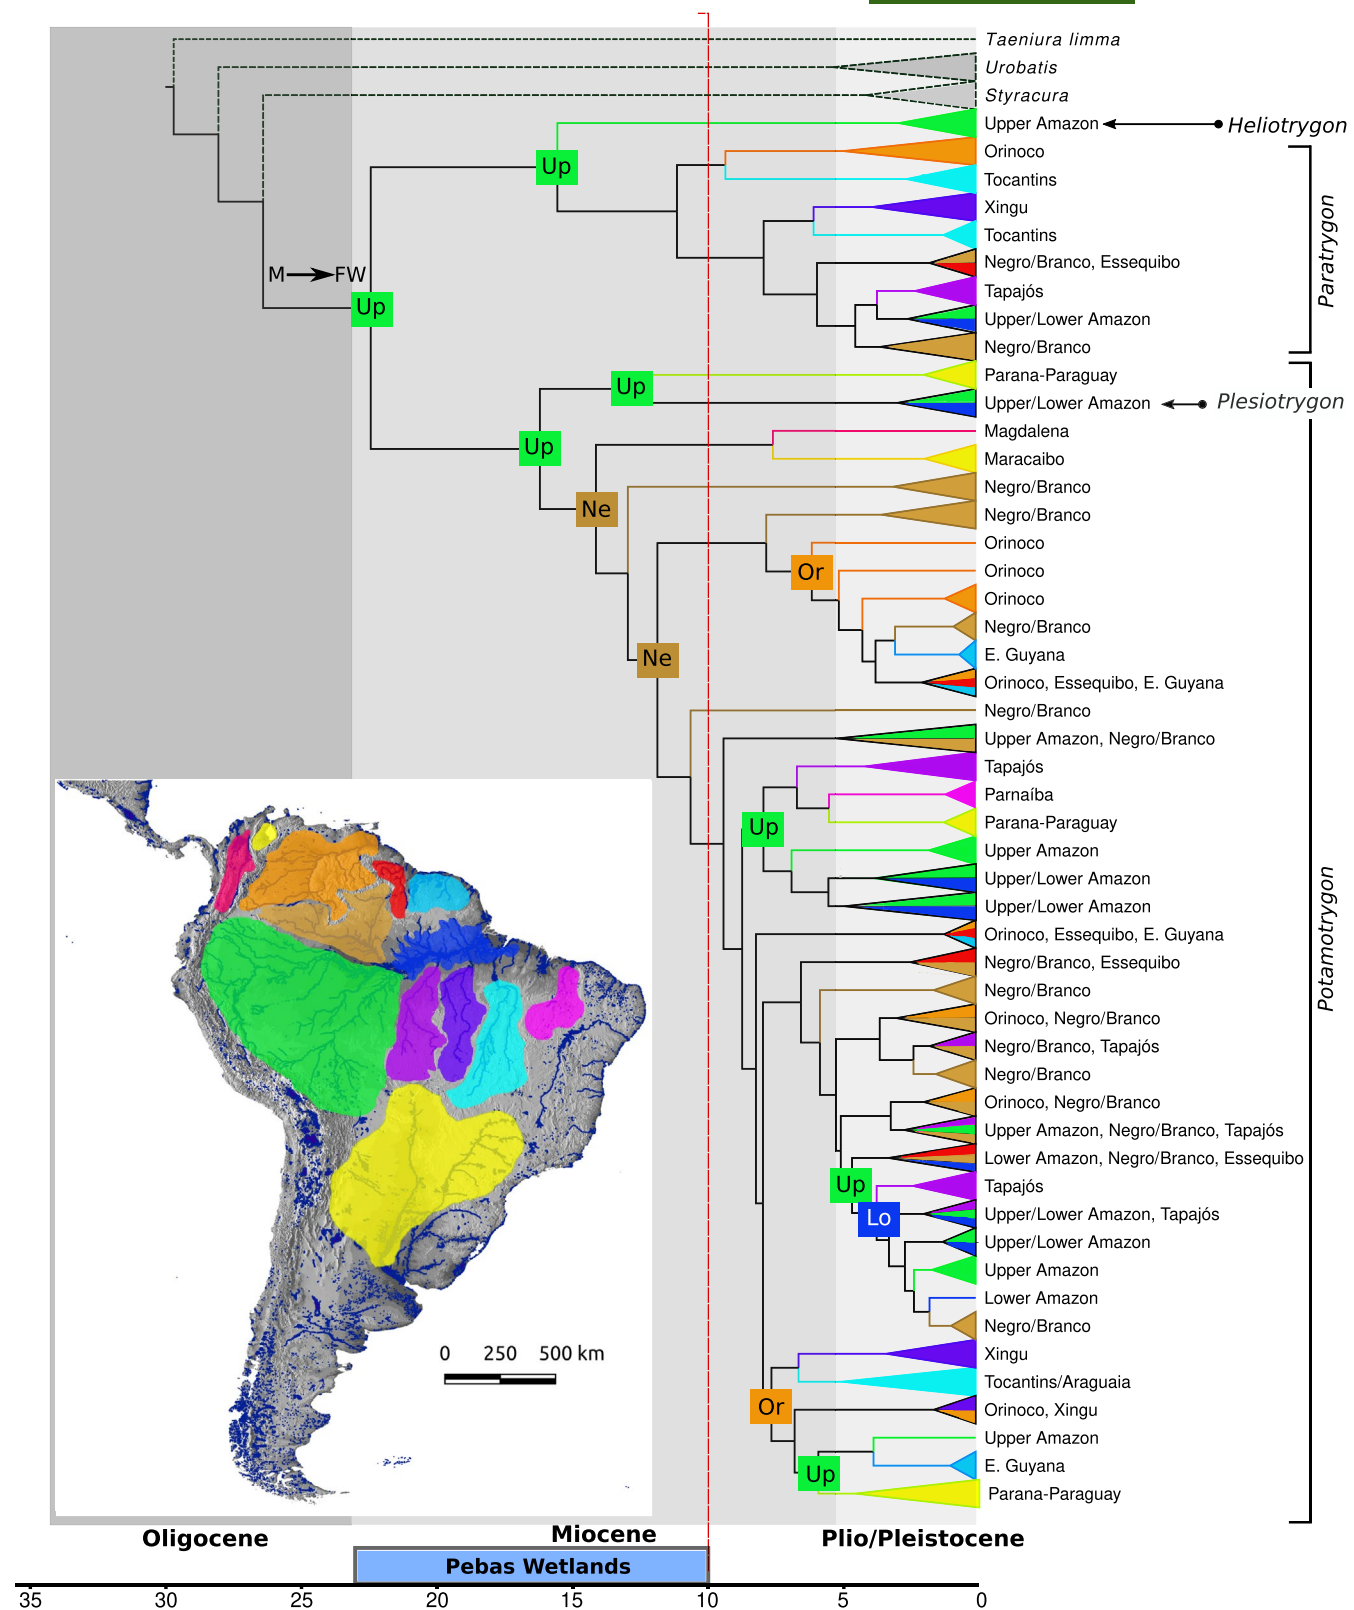 Taeniura limma
Urobatis
Styracura
Upper Amazon
Heliotrygon
Orinoco
Tocantins
Xingu
Tocantins
Negro/Branco, Essequibo
Tapajós
Upper/Lower Amazon
Negro/Branco
Paratrygon
Parana-Paraguay
Upper/Lower Amazon
Plesiotrygon
Magdalena
Maracaibo
Negro/Branco
Negro/Branco
Orinoco
Orinoco
Orinoco
Negro/Branco
E. Guyana
Orinoco, Essequibo, E. Guyana
Negro/Branco
Upper Amazon, Negro/Branco
Tapajós
Parnaíba
Parana-Paraguay
Upper Amazon
Upper/Lower Amazon
Upper/Lower Amazon
Orinoco, Essequibo, E. Guyana
Negro/Branco, Essequibo
Negro/Branco
Orinoco, Negro/Branco
Negro/Branco, Tapajós
Negro/Branco
Orinoco, Negro/Branco
Upper Amazon, Negro/Branco, Tapajós
Lower Amazon, Negro/Branco, Essequibo
Tapajós
Upper/Lower Amazon, Tapajós
Upper/Lower Amazon
Upper Amazon
Lower Amazon
Negro/Branco
Xingu
Tocantins/Araguaia
Orinoco, Xingu
Upper Amazon
E. Guyana
Parana-Paraguay
Potamotrygon
M FW
Up
Up
Up
Up
Ne
Or
Ne
Up
Up
Lo
Or
Up
0 250 500 km
Oligocene Miocene Plio/Pleistocene
Pebas Wetlands
35 30 25 20 15 10 5 0